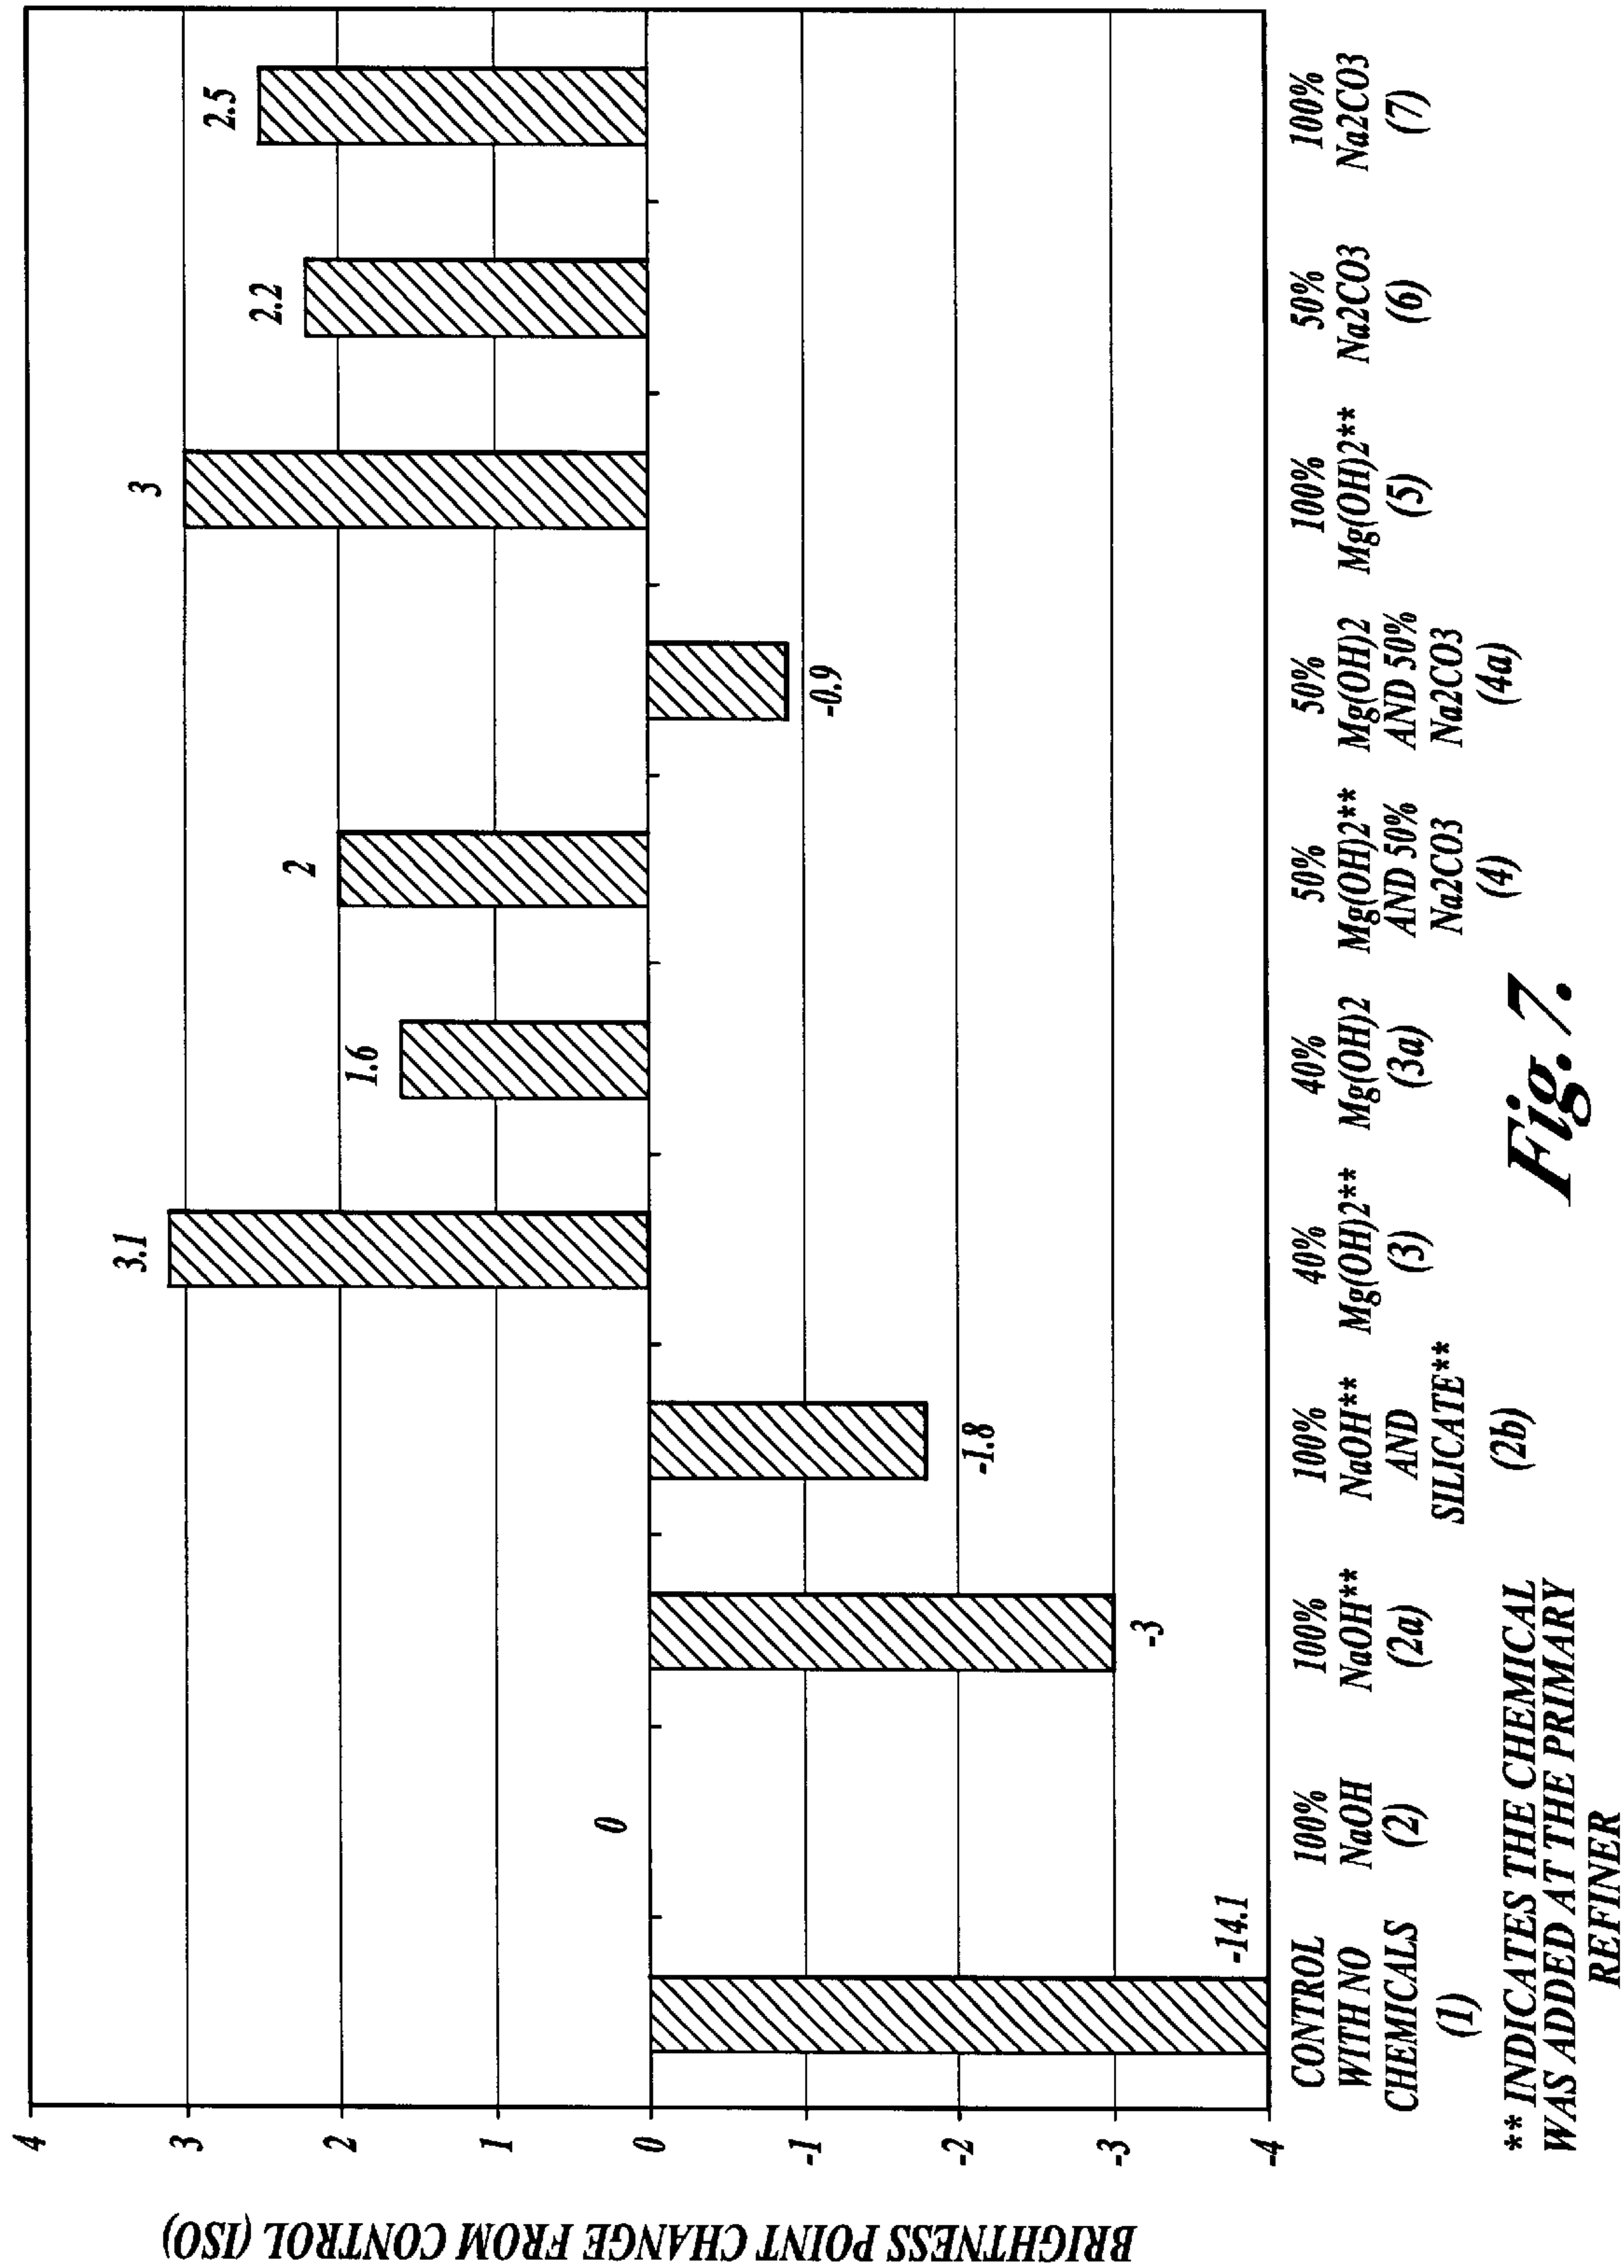 BRIGHTNESS POINT CHANGE FROM CONTROL (ISO)
4
3
2
1
0
-1
-2
-3
-4
-14.1
0
-3
-1.8
3.1
1.6
2
-0.9
3
2.2
2.5
CONTROL
WITH NO
CHEMICALS
(1)
100%
NaOH
(2)
100%
NaOH**
(2a)
100%
NaOH**
AND
SILICATE**
(2b)
40%
Mg(OH)2**
(3)
40%
Mg(OH)2
(3a)
50%
Mg(OH)2**
AND 50%
Na2CO3
(4)
50%
Mg(OH)2
AND 50%
Na2CO3
(4a)
100%
Mg(OH)2**
(5)
50%
Na2CO3
(6)
100%
Na2CO3
(7)
** INDICATES THE CHEMICAL
WAS ADDED AT THE PRIMARY
REFINER
Fig. 7.